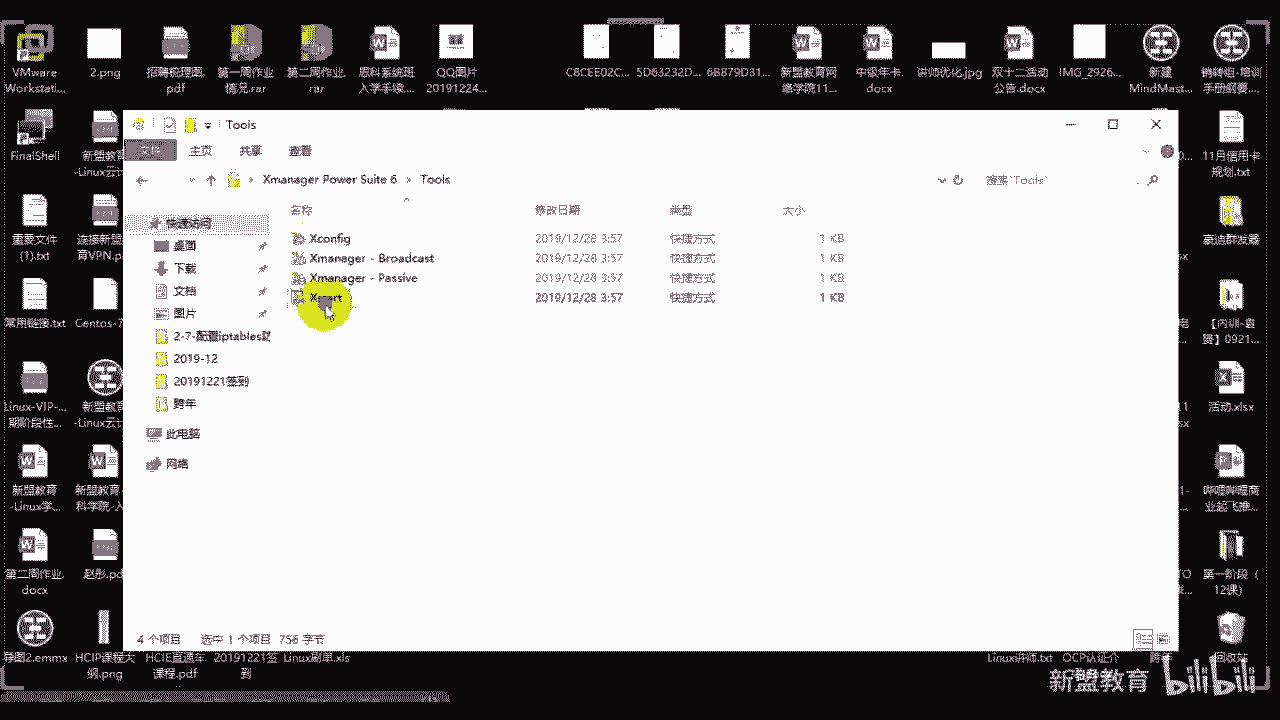 VMware Workstati...
2.png
招聘梳理图.pdf
第一周作业情况.rar
第二周作业.rar
思科系统班入学手续...
QQ图片20191224...
C8CEE02C...
5D63232D...
6B879D31...
新盟教育网络学院11...
中级年卡.docx
讲师优化.jpg
双十二活动公告.docx
IMG_2926...
新建MindMast...
销转组-培训手册纲要...
FinalShell
新盟教育-Linux云
11月信用卡规划.txt
Tools
文件
主页
共享
查看
Xmanager Power Suite 6 › Tools
搜索"Tools"
名称
修改日期
类型
大小
快速访问
桌面
下载
文档
图片
2-7-配置iptables
2019-12
20191221签到
跨年
此电脑
网络
Xconfig 2019/12/28 3:57 快捷方式 1 KB
Xmanager - Broadcast 2019/12/28 3:57 快捷方式 1 KB
Xmanager - Passive 2019/12/28 3:57 快捷方式 1 KB
2019/12/28 3:57 快捷方式 1 KB
重要文件(1).txt
连接新盟
育VPN.p
豪迪群发器
常用链接.txt
Centos-7
】0921
Linux-VIP-...期阶段性...
新盟教育-Linux云
活动.xlsx
新盟教育-Linux学...
新盟教育
科学院-
哔哩哔哩商业起飞推...
第二周作业.docx
赵彤.pd
第一阶段（12课）
4 个项目
选中 1 个项目 756 字节
导图2.emmx
HCIP课程大纲.png
HCIE直通车课程.pdf
20191221签到
Linux刷单.xls
Linux讲师.txt
OCP认证介
跨年
回收站
新盟教育 bilibili